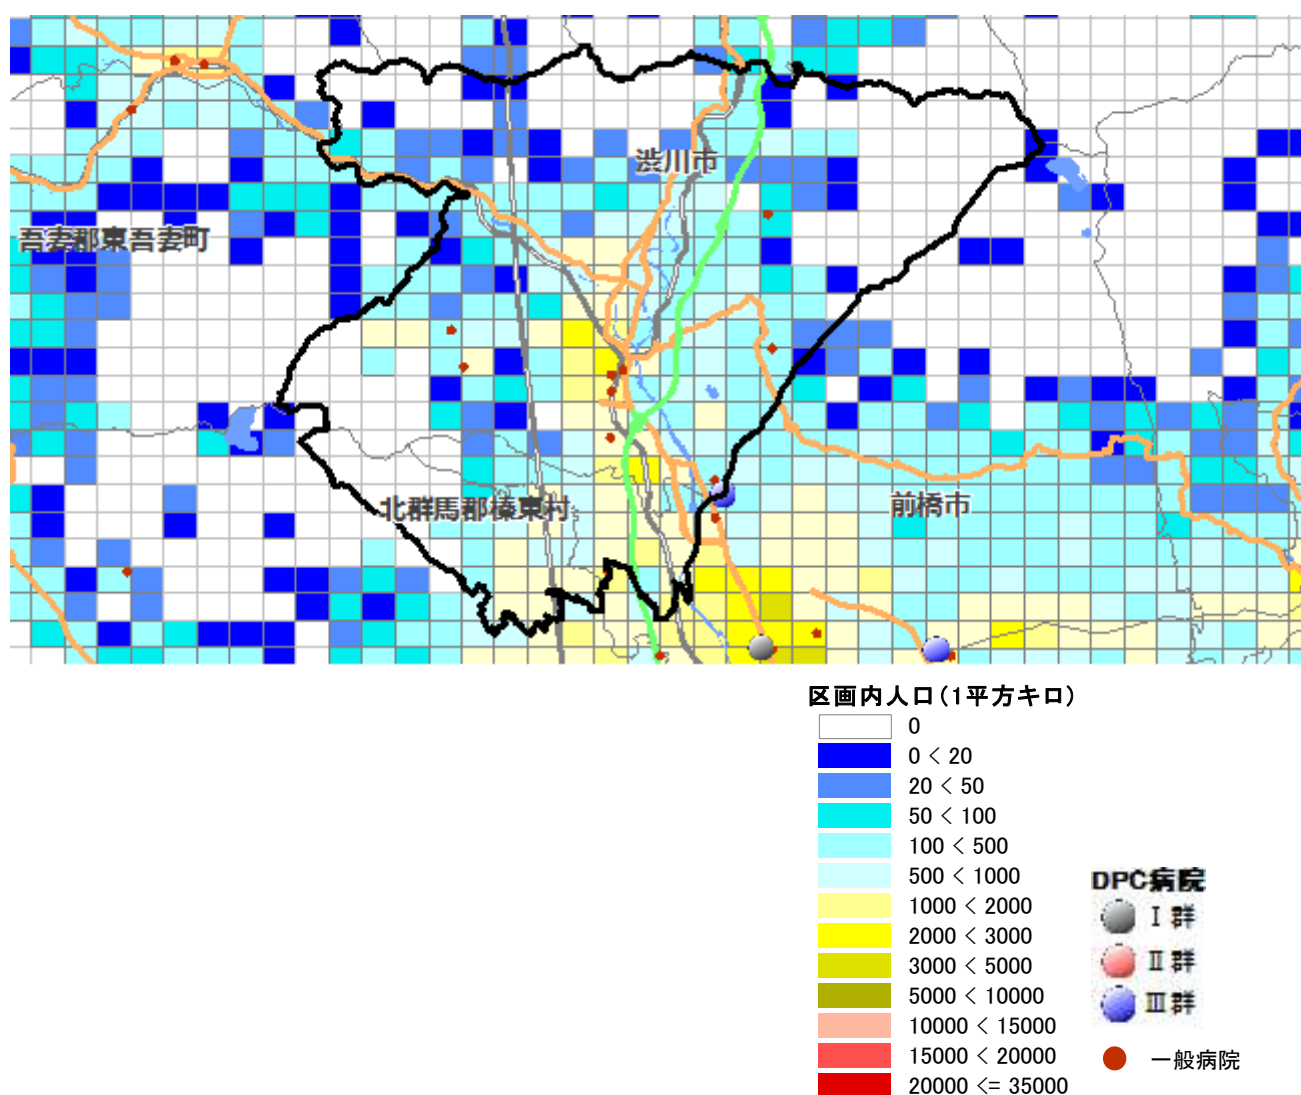 渋川市
吾妻郡東吾妻町
北群馬郡榛東村
前橋市
区画内人口(1平方キロ)
0
0 < 20
20 < 50
50 < 100
100 < 500
500 < 1000
1000 < 2000
2000 < 3000
3000 < 5000
5000 < 10000
10000 < 15000
15000 < 20000
20000 <= 35000
DPC病院
Ⅰ群
Ⅱ群
Ⅲ群
一般病院